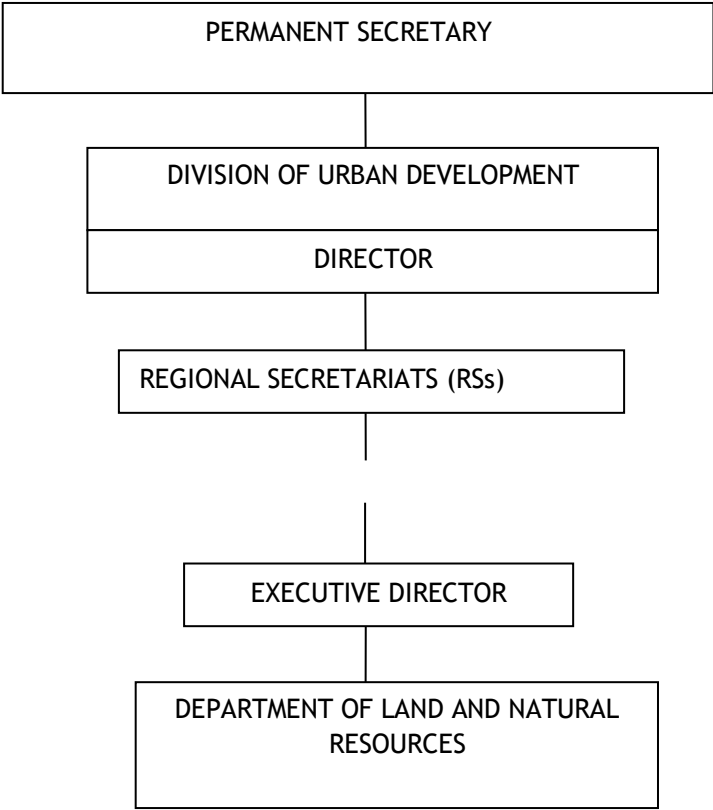 PERMANENT SECRETARY
DIVISION OF URBAN DEVELOPMENT
DIRECTOR
REGIONAL SECRETARIATS (RSs)
EXECUTIVE DIRECTOR
DEPARTMENT OF LAND AND NATURAL
RESOURCES